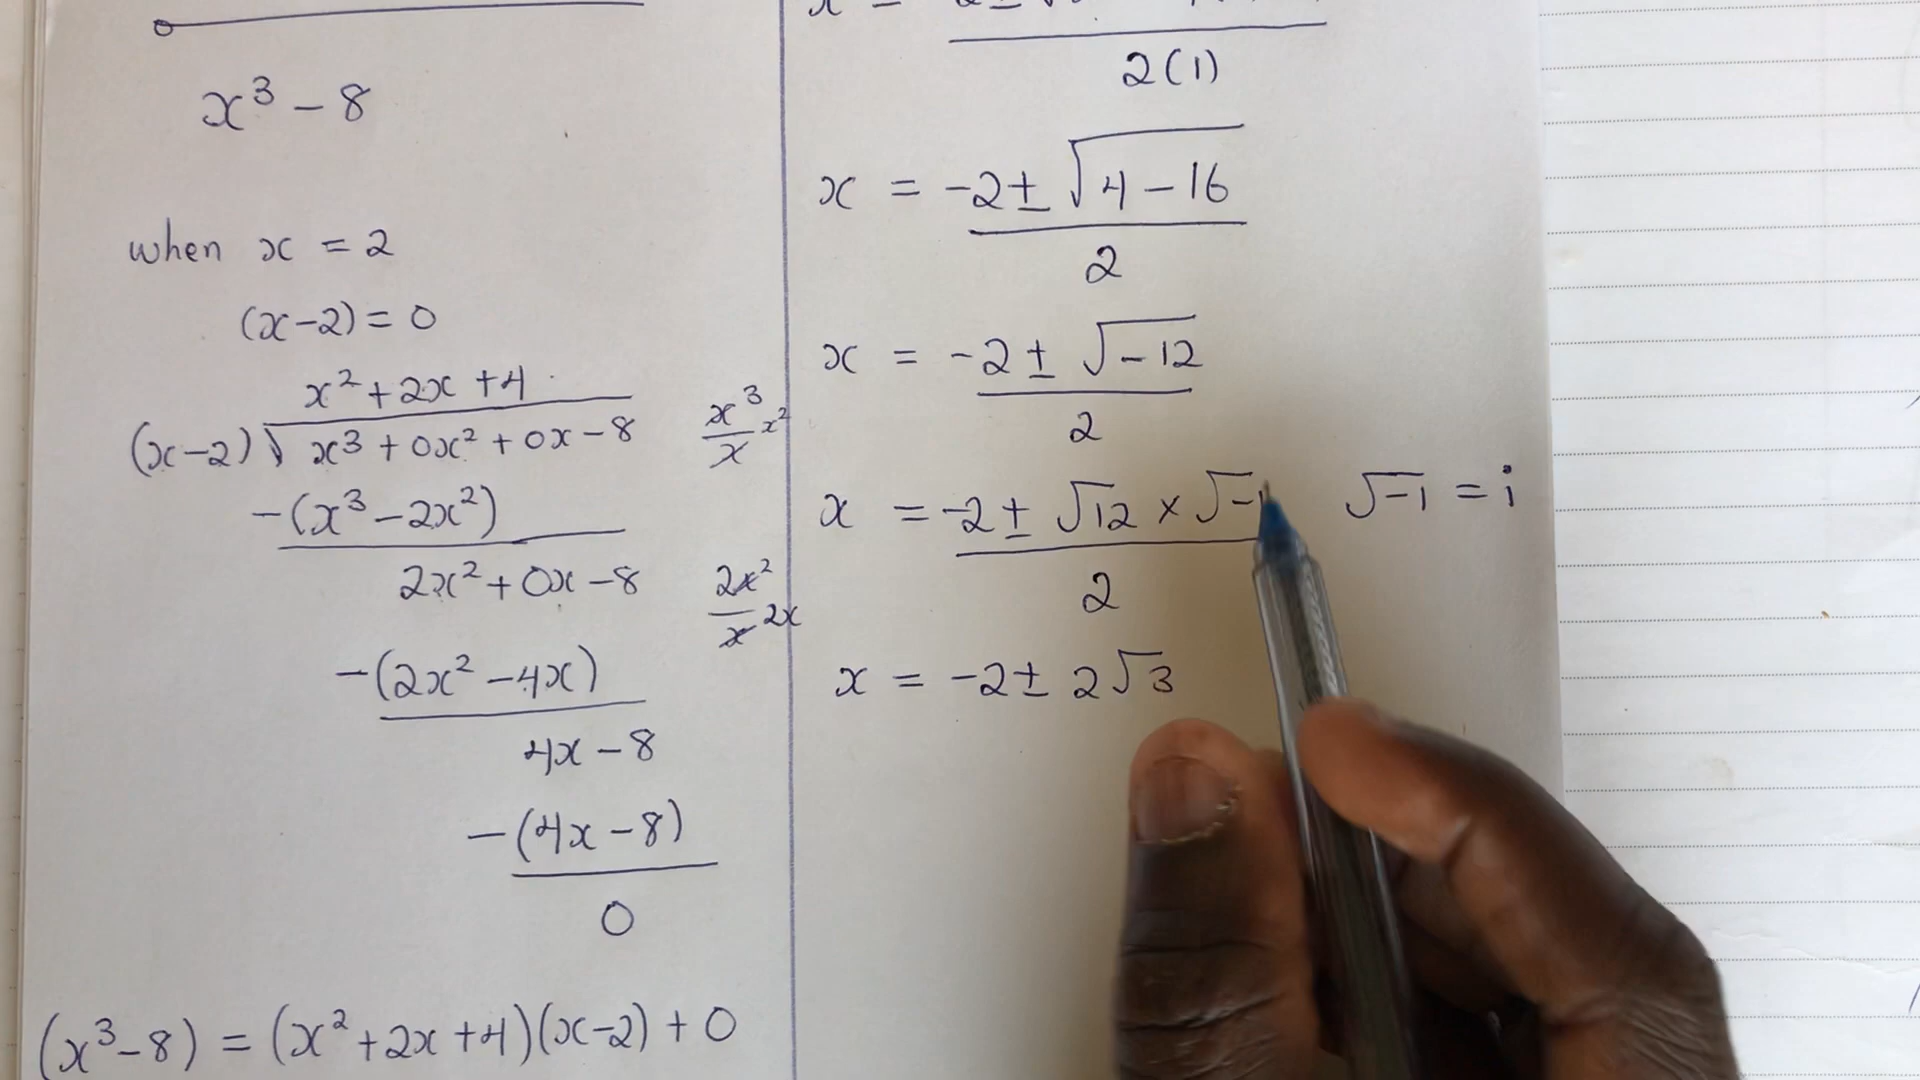 x³ - 8
when x = 2
(x-2) = 0
x² + 2x + 4
(x-2) √ x³ + 0x² + 0x - 8
x³/x x²
-(x³ - 2x²)
2x² + 0x - 8
2x²/x 2x
-(2x² - 4x)
4x - 8
-(4x - 8)
0
(x³-8) = (x² + 2x + 4)(x-2) + 0
2(1)
x = -2 ± √4 - 16
2
x = -2 ± √-12
2
x = -2 ± √12 × √-1 √-1 = i
2
x = -2 ± 2√3